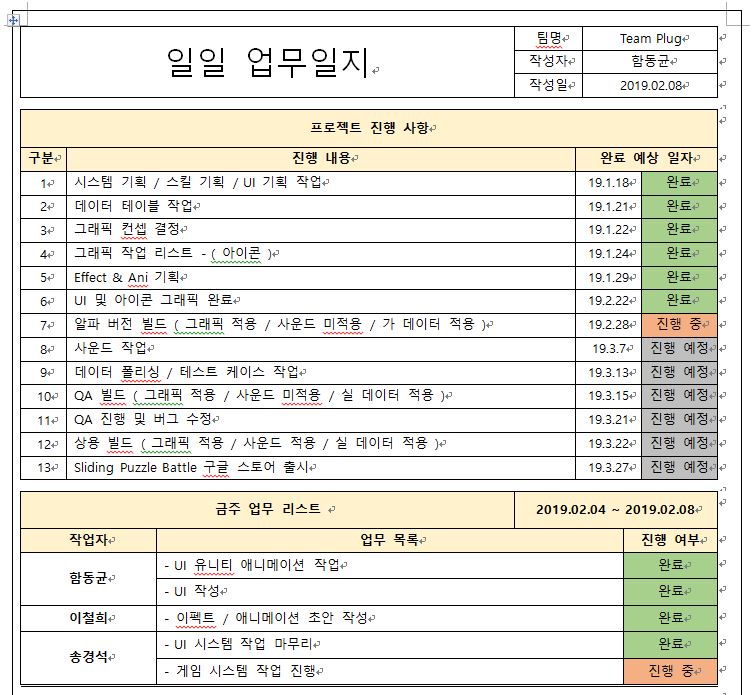 일일 업무일지
팀명 Team Plug
작성자 함동균
작성일 2019.02.08
프로젝트 진행 사항
구분 진행 내용 완료 예상 일자
1 시스템 기획 / 스킬 기획 / UI 기획 작업 19.1.18 완료
2 데이터 테이블 작업 19.1.21 완료
3 그래픽 컨셉 결정 19.1.22 완료
4 그래픽 작업 리스트 - ( 아이콘 ) 19.1.24 완료
5 Effect & Ani 기획 19.1.29 완료
6 UI 및 아이콘 그래픽 완료 19.2.22 완료
7 알파 버전 빌드 ( 그래픽 적용 / 사운드 미적용 / 가 데이터 적용 ) 19.2.28 진행 중
8 사운드 작업 19.3.7 진행 예정
9 데이터 폴리싱 / 테스트 케이스 작업 19.3.13 진행 예정
10 QA 빌드 ( 그래픽 적용 / 사운드 미적용 / 실 데이터 적용 ) 19.3.15 진행 예정
11 QA 진행 및 버그 수정 19.3.21 진행 예정
12 상용 빌드 ( 그래픽 적용 / 사운드 적용 / 실 데이터 적용 ) 19.3.22 진행 예정
13 Sliding Puzzle Battle 구글 스토어 출시 19.3.27 진행 예정
금주 업무 리스트 2019.02.04 ~ 2019.02.08
작업자 업무 목록 진행 여부
함동균 - UI 유니티 애니메이션 작업 완료
- UI 작성 완료
이철희 - 이펙트 / 애니메이션 초안 작성 완료
송경석 - UI 시스템 작업 마무리 완료
- 게임 시스템 작업 진행 진행 중